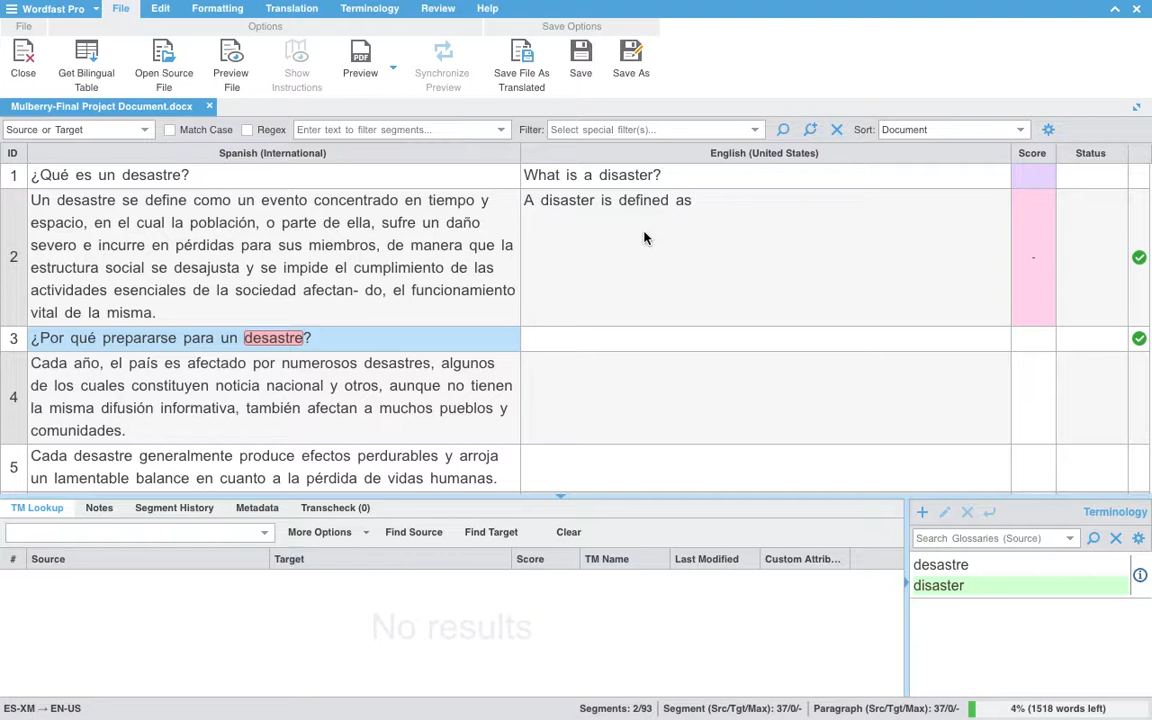 Wordfast Pro File Edit Formatting Translation Terminology Review Help
File Options Save Options
Close Get Bilingual Table Open Source File Preview File Show Instructions Preview Synchronize Preview Save File As Translated Save Save As
PDF
Mulberry-Final Project Document.docx ×
Source or Target Match Case Regex Enter text to filter segments... Filter: Select special filter(s)... Sort: Document
ID Spanish (International) English (United States) Score Status
1 ¿Qué es un desastre? What is a disaster?
2
Un desastre se define como un evento concentrado en tiempo y
espacio, en el cual la población, o parte de ella, sufre un daño
severo e incurre en pérdidas para sus miembros, de manera que la
estructura social se desajusta y se impide el cumplimiento de las
actividades esenciales de la sociedad afectan- do, el funcionamiento
vital de la misma.
A disaster is defined as
-
3 ¿Por qué prepararse para un desastre?
4
Cada año, el país es afectado por numerosos desastres, algunos
de los cuales constituyen noticia nacional y otros, aunque no tienen
la misma difusión informativa, también afectan a muchos pueblos y
comunidades.
5
Cada desastre generalmente produce efectos perdurables y arroja
un lamentable balance en cuanto a la pérdida de vidas humanas.
TM Lookup Notes Segment History Metadata Transcheck (0)
More Options Find Source Find Target Clear
# Source Target Score TM Name Last Modified Custom Attrib...
No results
Terminology
Search Glossaries (Source)
desastre
disaster
ES-XM → EN-US Segments: 2/93 Segment (Src/Tgt/Max): 37/0/- Paragraph (Src/Tgt/Max): 37/0/- 4% (1518 words left)